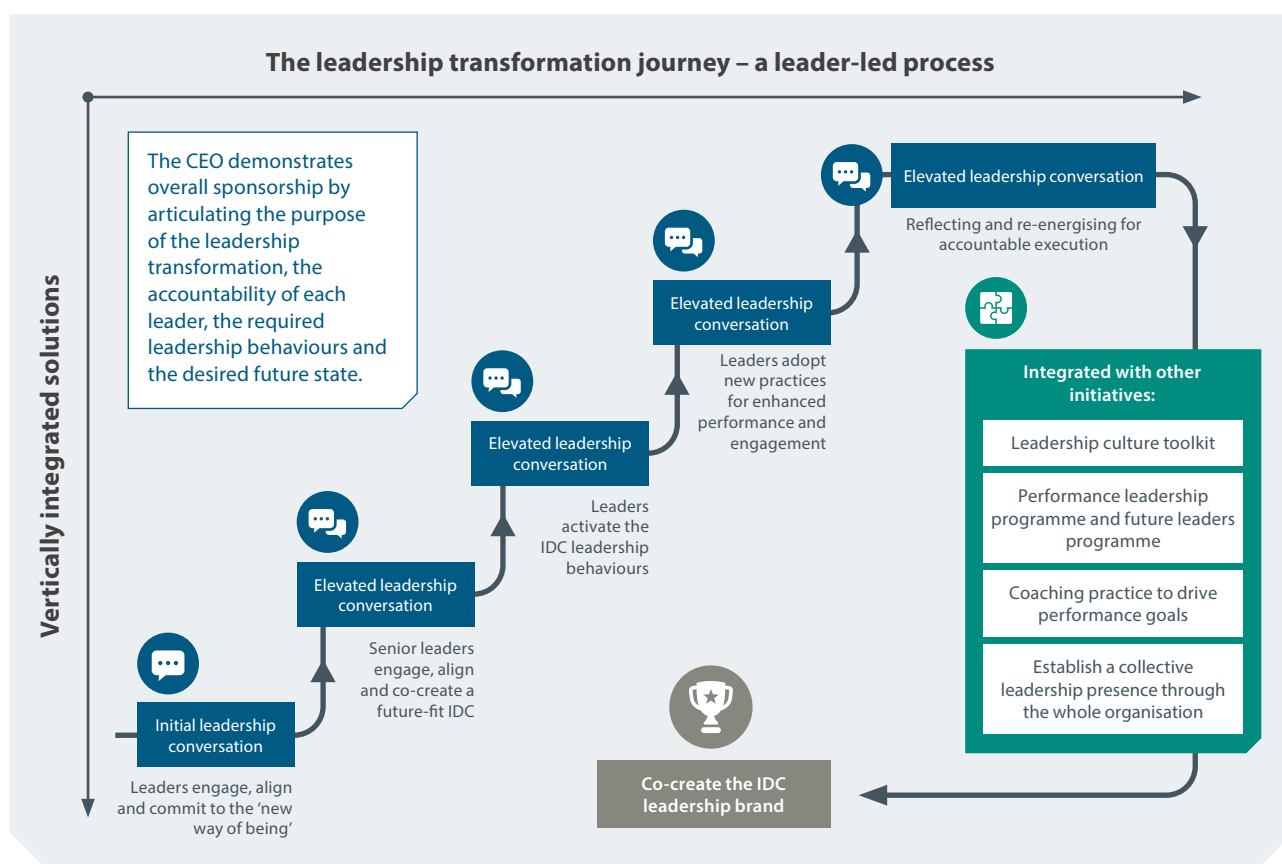 The leadership transformation journey – a leader-led process
Vertically integrated solutions
The CEO demonstrates
overall sponsorship by
articulating the purpose
of the leadership
transformation, the
accountability of each
leader, the required
leadership behaviours and
the desired future state.
Initial leadership
conversation
Leaders engage, align
and commit to the ‘new
way of being’
Elevated leadership
conversation
Senior leaders
engage, align
and co-create a
future-fit IDC
Elevated leadership
conversation
Leaders
activate the
IDC leadership
behaviours
Elevated leadership
conversation
Leaders adopt
new practices
for enhanced
performance and
engagement
Elevated leadership conversation
Reflecting and re-energising for
accountable execution
Integrated with other
initiatives:
Leadership culture toolkit
Performance leadership
programme and future leaders
programme
Coaching practice to drive
performance goals
Establish a collective
leadership presence through
the whole organisation
Co-create the IDC
leadership brand